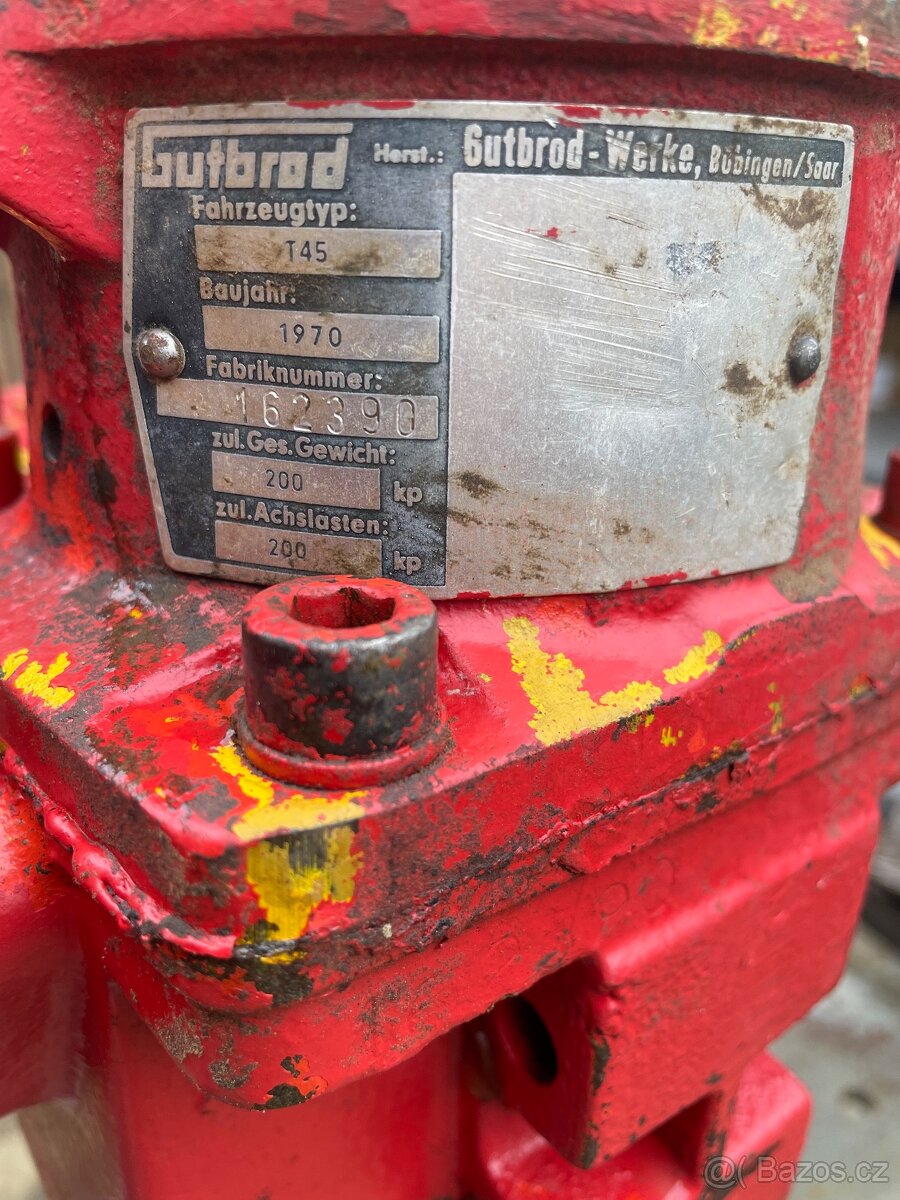 Gutbrod Herst.: Gutbrod-Werke, Bübingen/Saar
Fahrzeugtyp:
T45
Baujahr:
1970
Fabriknummer:
162390
zul.Ges.Gewicht:
200 kp
zul.Achslasten:
200 kp
@ Bazos.cz